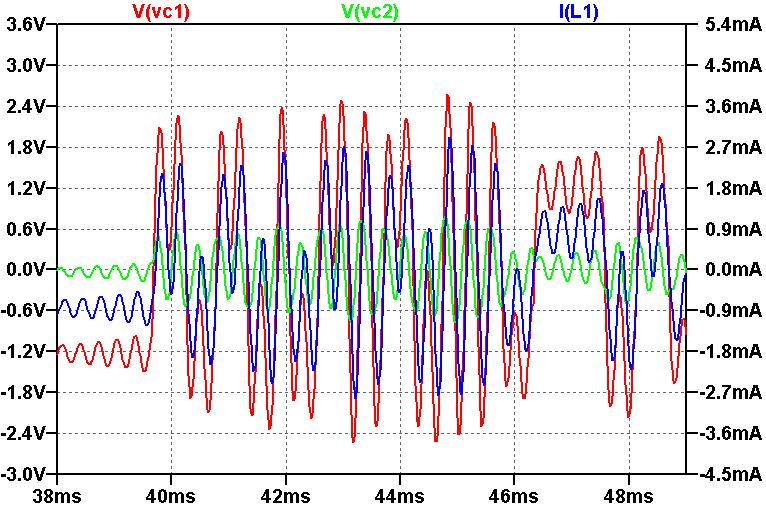 V(vc1) V(vc2) I(L1)
3.6V 5.4mA
3.0V 4.5mA
2.4V 3.6mA
1.8V 2.7mA
1.2V 1.8mA
0.6V 0.9mA
0.0V 0.0mA
-0.6V -0.9mA
-1.2V -1.8mA
-1.8V -2.7mA
-2.4V -3.6mA
-3.0V -4.5mA
38ms 40ms 42ms 44ms 46ms 48ms